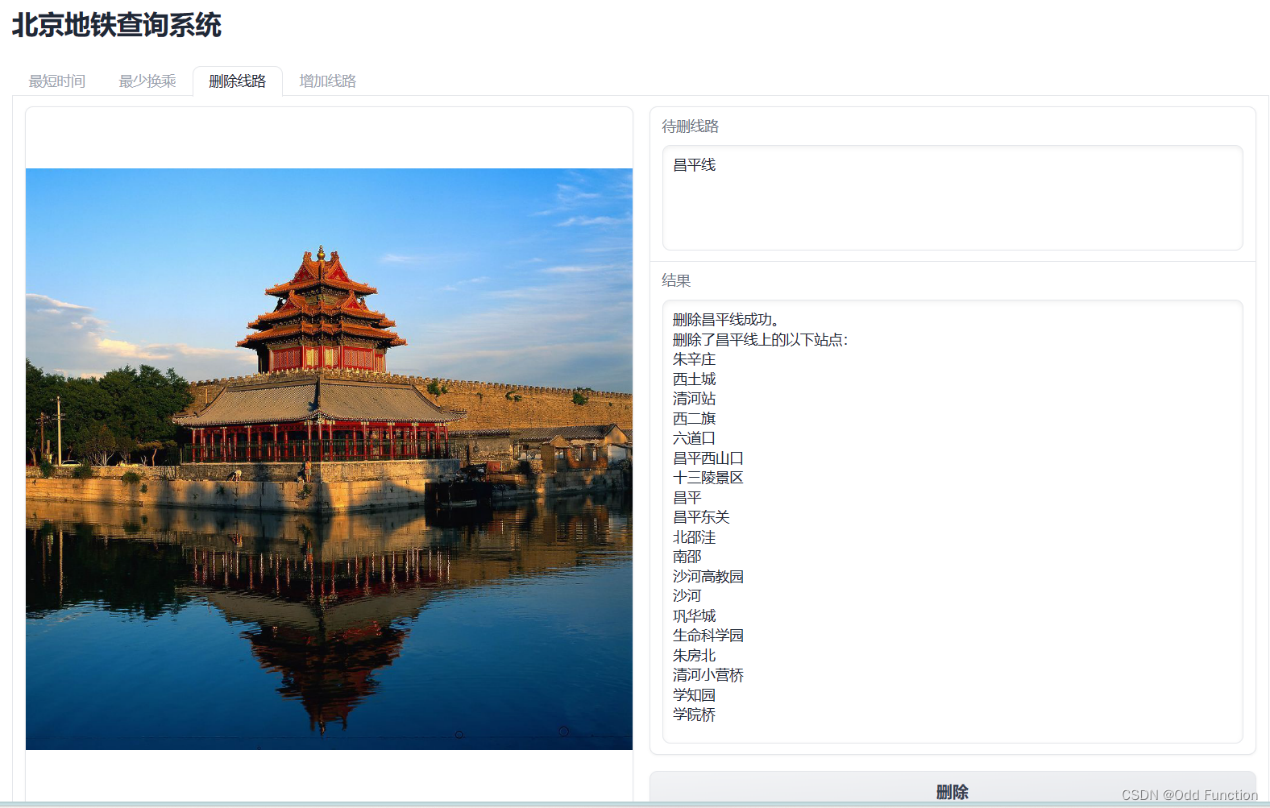 北京地铁查询系统
最短时间
最少换乘
删除线路
增加线路
待删线路
昌平线
结果
删除昌平线成功。
删除了昌平线上的以下站点：
朱辛庄
西土城
清河站
西二旗
六道口
昌平西山口
十三陵景区
昌平
昌平东关
北邵洼
南邵
沙河高教园
沙河
巩华城
生命科学园
朱房北
清河小营桥
学知园
学院桥
删除
CSDN @Odd Function